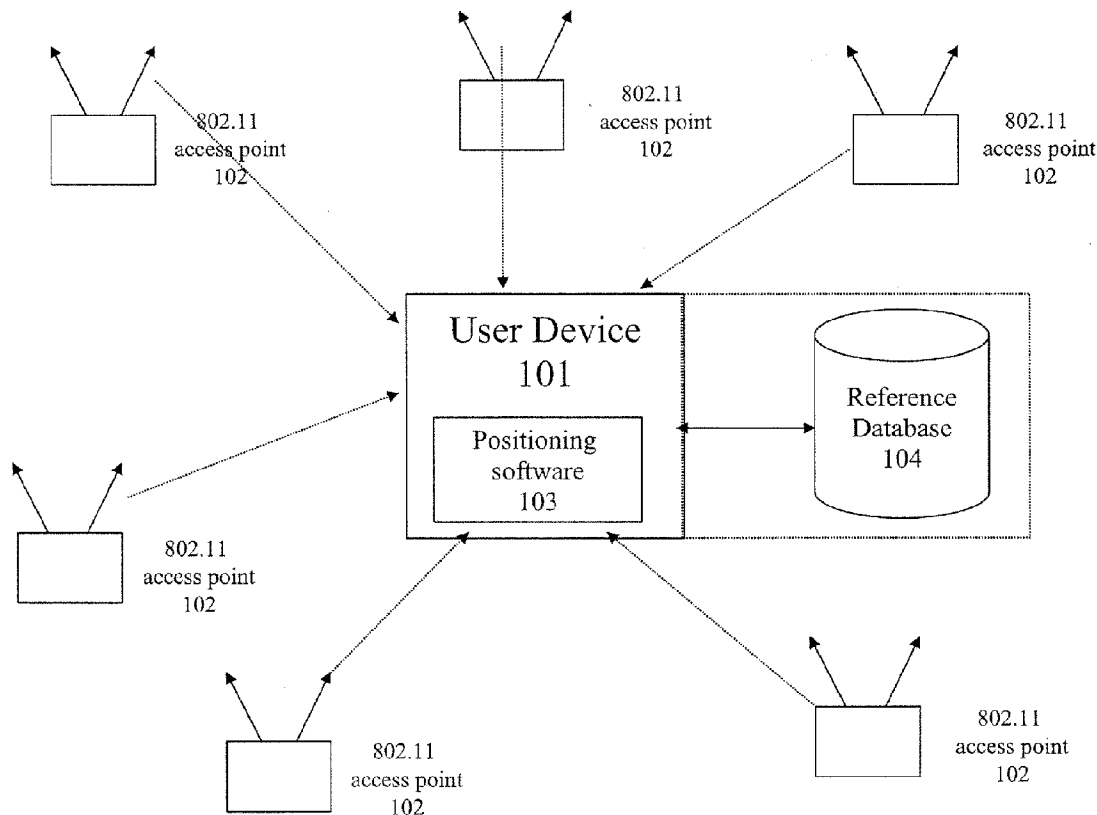 802.11
access point
102
802.11
access point
102
802.11
access point
102
User Device
101
Positioning
software
103
Reference
Database
104
802.11
access point
102
802.11
access point
102
802.11
access point
102